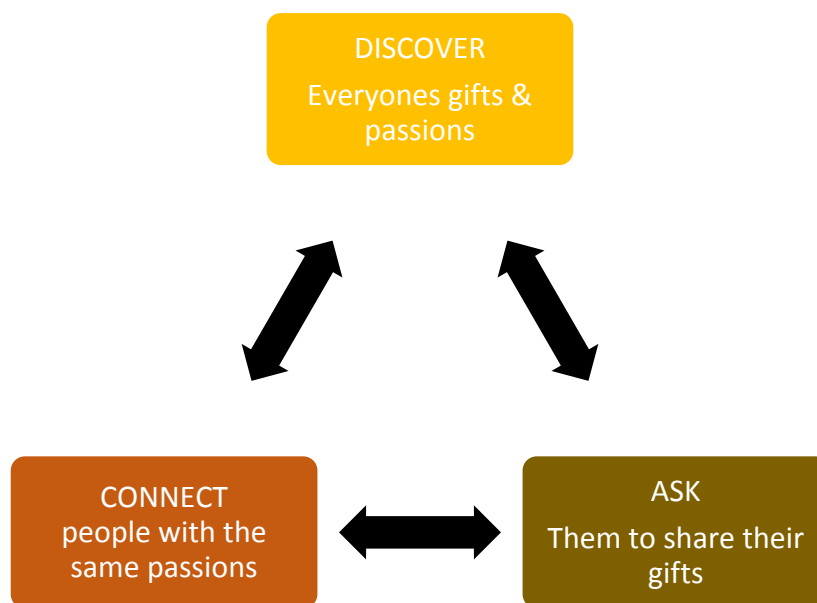 DISCOVER
Everyones gifts &
passions
CONNECT
people with the
same passions
ASK
Them to share their
gifts